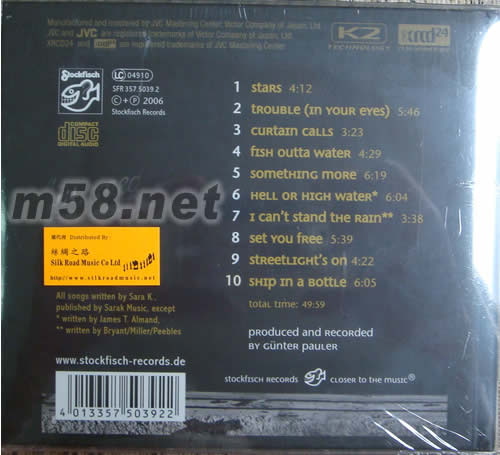 Manufactured and mastered by JVC Mastering Center, Victor Company of Japan, Ltd.
JVC and JVC are registered trademarks of Victor Company of Japan, Ltd.
XRCD24 and are registered trademark of JVC Mastering Center.
K2
TECHNOLOGY
xrcd24
Stockfisch
LC 04910
SFR 357.5039.2
© + ℗ 2006
Stockfisch Records
COMPACT
disc
DIGITAL AUDIO
1 STARS 4:12
2 TROUBLE (IN YOUR EYES) 5:46
3 CURTAIN CALLS 3:23
4 FISH OUTTA WATER 4:29
5 SOMETHING MORE 6:19
6 HELL OR HIGH WATER* 6:04
7 I CAN'T STAND THE RAIN** 3:38
8 SET YOU FREE 5:39
9 STREETLIGHT'S ON 4:22
10 SHIP IN A BOTTLE 6:05
TOTAL TIME: 49:59
m58.net
總代理 Distributed By:
絲綢之路
Silk Road Music Co Ltd
http://www.silkroadmusic.net
All songs written by Sara K.,
published by Sarak Music, except
* written by James T. Almand,
** written by Bryant/Miller/Peebles
PRODUCED AND RECORDED
BY GÜNTER PAULER
www.stockfisch-records.de
STOCKFISCH RECORDS CLOSER TO THE MUSIC®
4 013357 503922